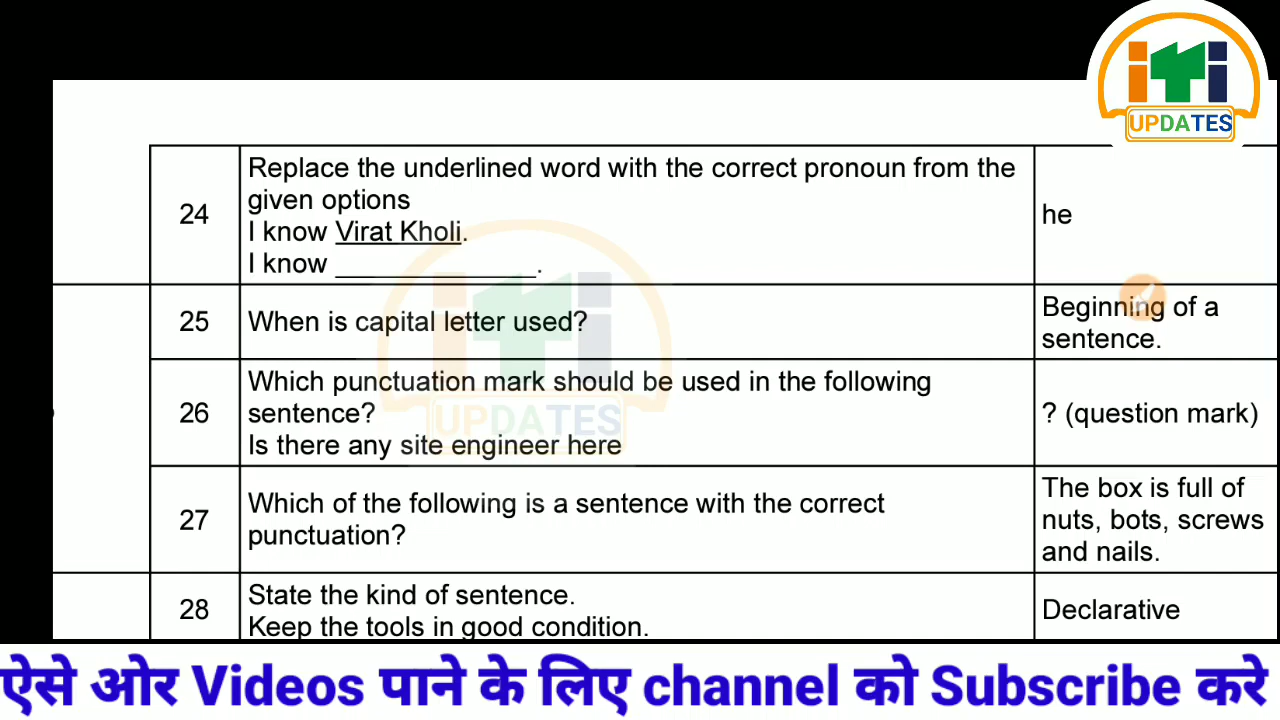 iTi
UPDATES
24
Replace the underlined word with the correct pronoun from the
given options
I know Virat Kholi.
I know ______________.
he
25
When is capital letter used?
Beginning of a
sentence.
26
Which punctuation mark should be used in the following
sentence?
Is there any site engineer here
? (question mark)
27
Which of the following is a sentence with the correct
punctuation?
The box is full of
nuts, bots, screws
and nails.
28
State the kind of sentence.
Keep the tools in good condition.
Declarative
iTi
UPDATES
ऐसे ओर Videos पाने के लिए channel को Subscribe करे